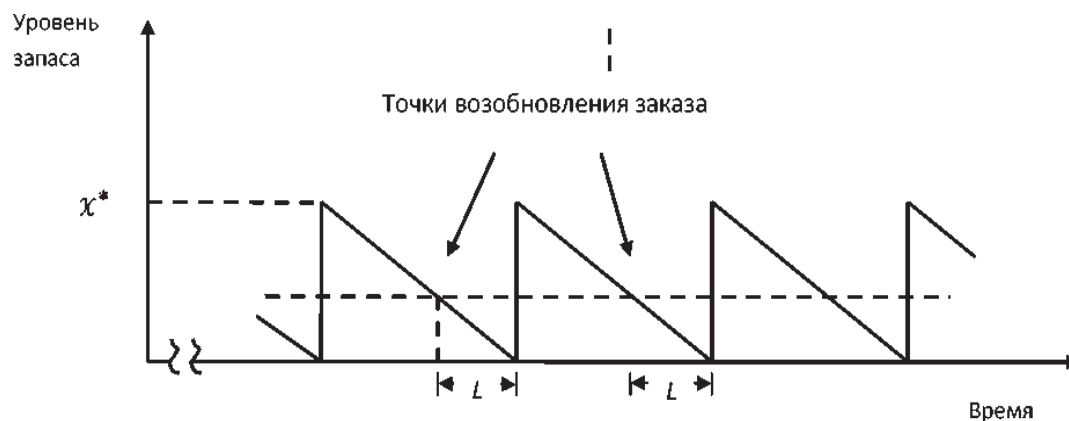 Уровень
запаса
Точки возобновления заказа
x*
L
L
Время